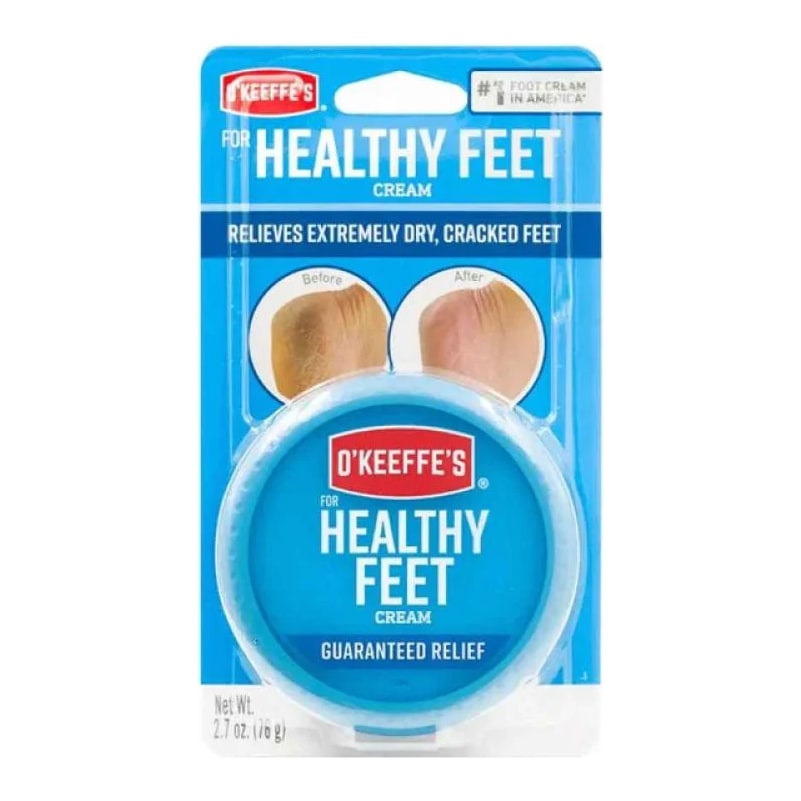 O'KEEFFE'S®
# FOOT CREAM
IN AMERICA*
FOR
HEALTHY FEET
CREAM
RELIEVES EXTREMELY DRY, CRACKED FEET
Before
After
O'KEEFFE'S®
FOR
HEALTHY
FEET
CREAM
GUARANTEED RELIEF
Net Wt.
2.7 oz. (76 g)